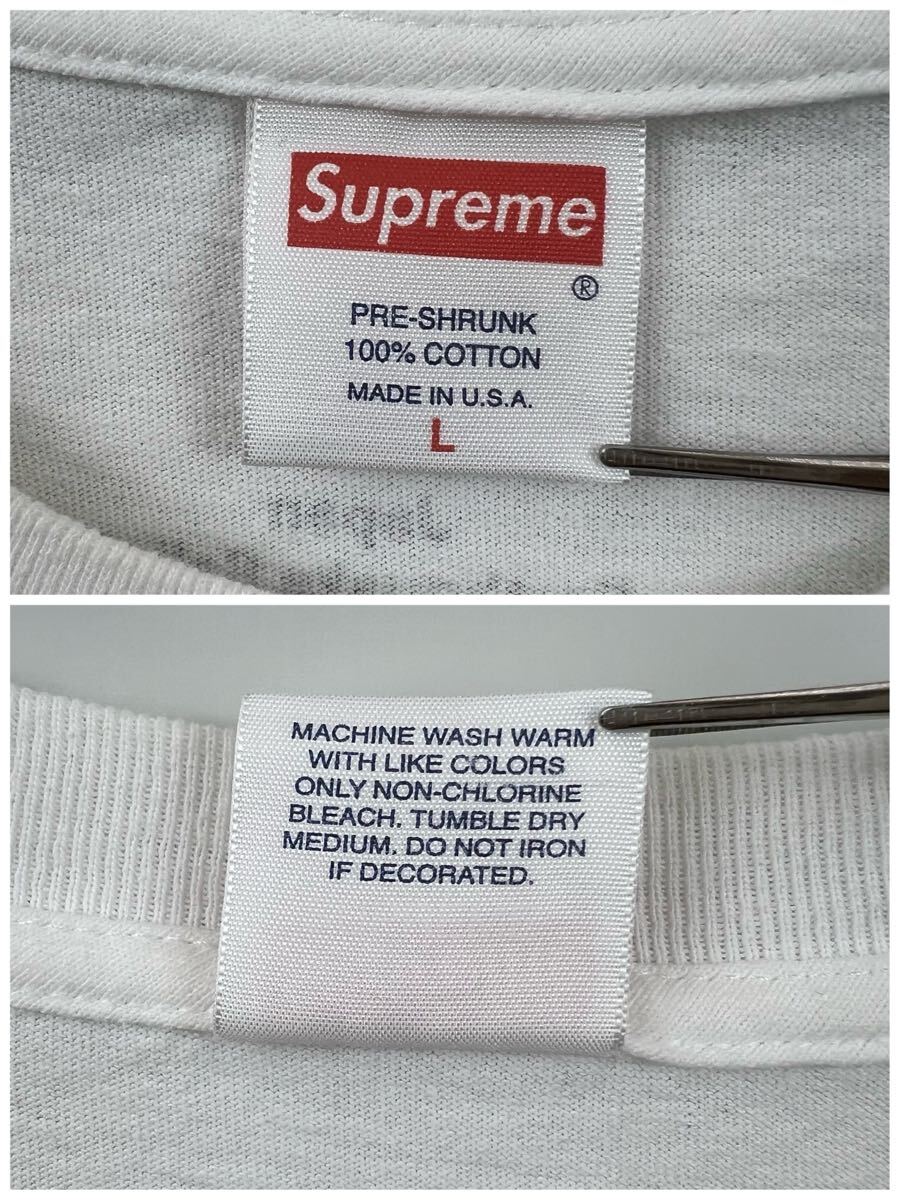 Supreme
®
PRE-SHRUNK
100% COTTON
MADE IN U.S.A.
L
Japan
MACHINE WASH WARM
WITH LIKE COLORS
ONLY NON-CHLORINE
BLEACH. TUMBLE DRY
MEDIUM. DO NOT IRON
IF DECORATED.